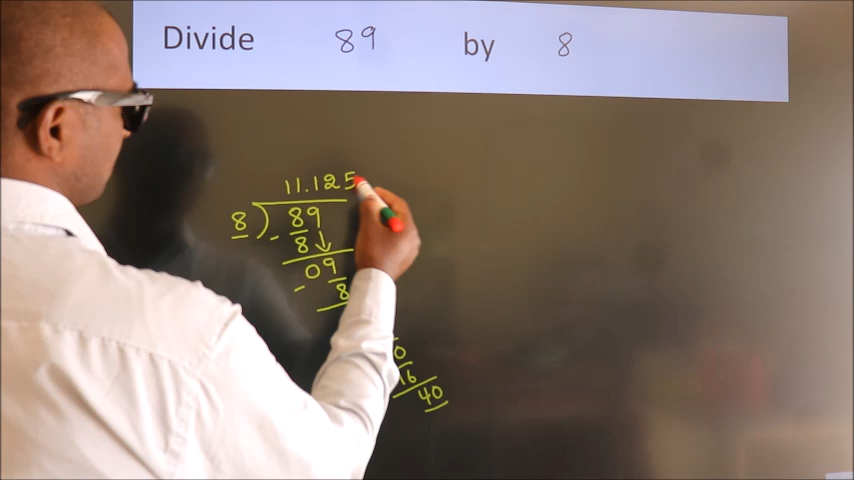 Divide 89 by 8
11.125
8 ) 89
- 8 ↓
09
- 8
0
16
40